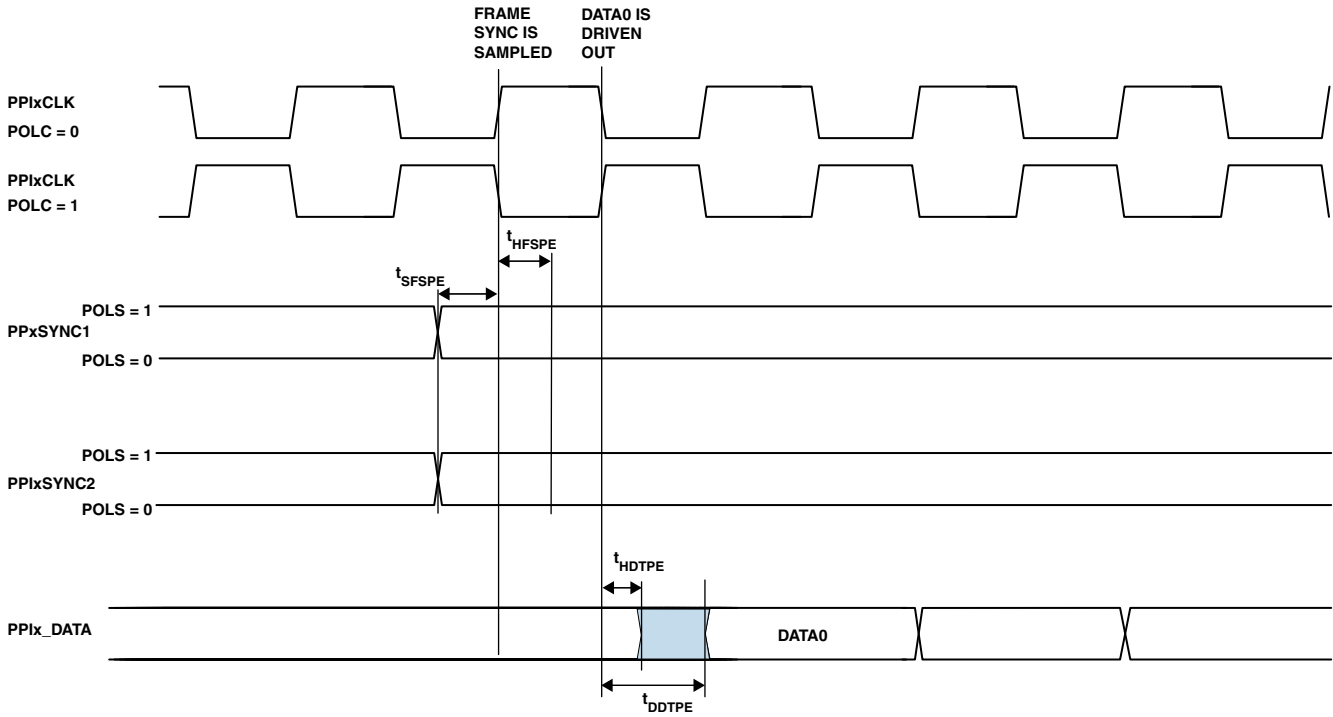 FRAME
SYNC IS
SAMPLED
DATA0 IS
DRIVEN
OUT
PPIxCLK
POLC = 0
PPIxCLK
POLC = 1
tHFSPE
tSFSPE
POLS = 1
PPxSYNC1
POLS = 0
POLS = 1
PPIxSYNC2
POLS = 0
tHDTPE
PPIx_DATA
DATA0
tDDTPE